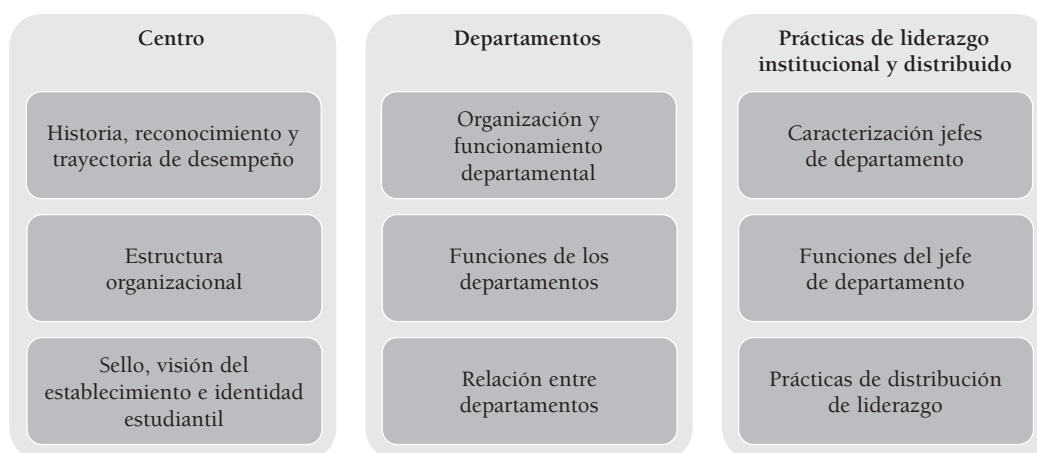 Centro
Historia, reconocimiento y
trayectoria de desempeño
Estructura
organizacional
Sello, visión del
establecimiento e identidad
estudiantil
Departamentos
Organización y
funcionamiento
departamental
Funciones de los
departamentos
Relación entre
departamentos
Prácticas de liderazgo
institucional y distribuido
Caracterización jefes
de departamento
Funciones del jefe
de departamento
Prácticas de distribución
de liderazgo